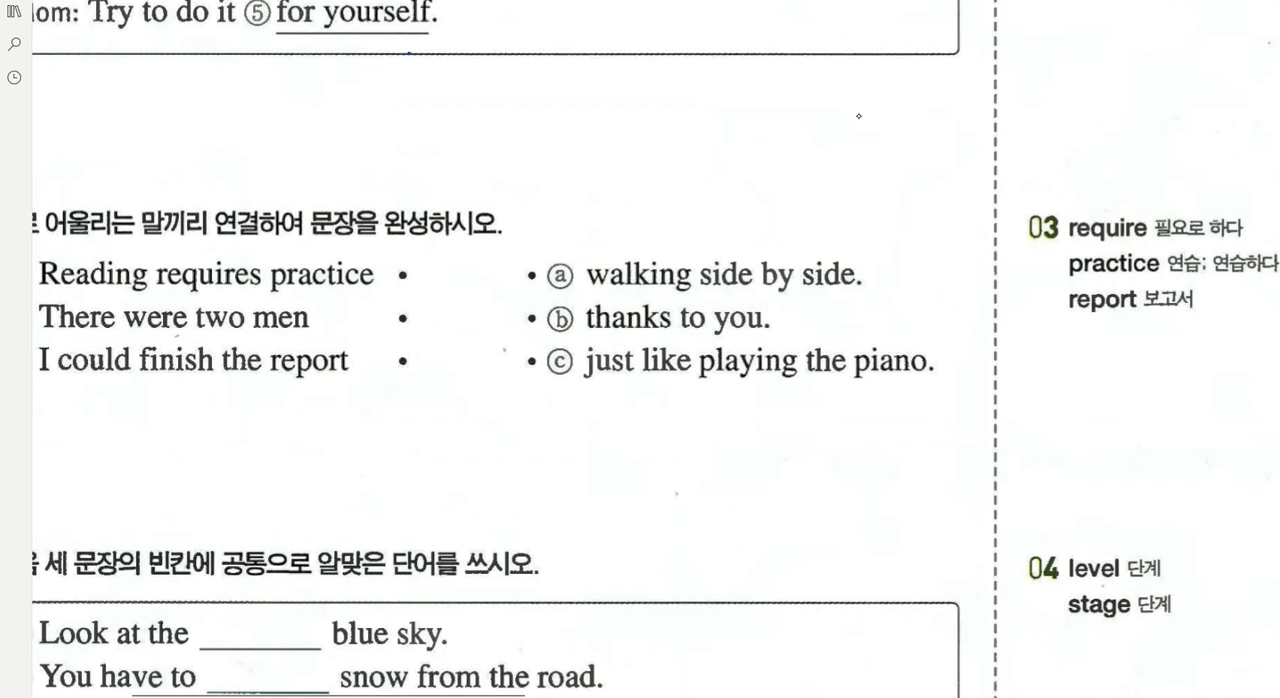 lom: Try to do it ⑤ for yourself.
로 어울리는 말끼리 연결하여 문장을 완성하시오.
Reading requires practice • • ⓐ walking side by side.
There were two men • • ⓑ thanks to you.
I could finish the report • • ⓒ just like playing the piano.
03 require 필요로 하다
practice 연습; 연습하다
report 보고서
세 문장의 빈칸에 공통으로 알맞은 단어를 쓰시오.
Look at the ________ blue sky.
You have to ________ snow from the road.
04 level 단계
stage 단계